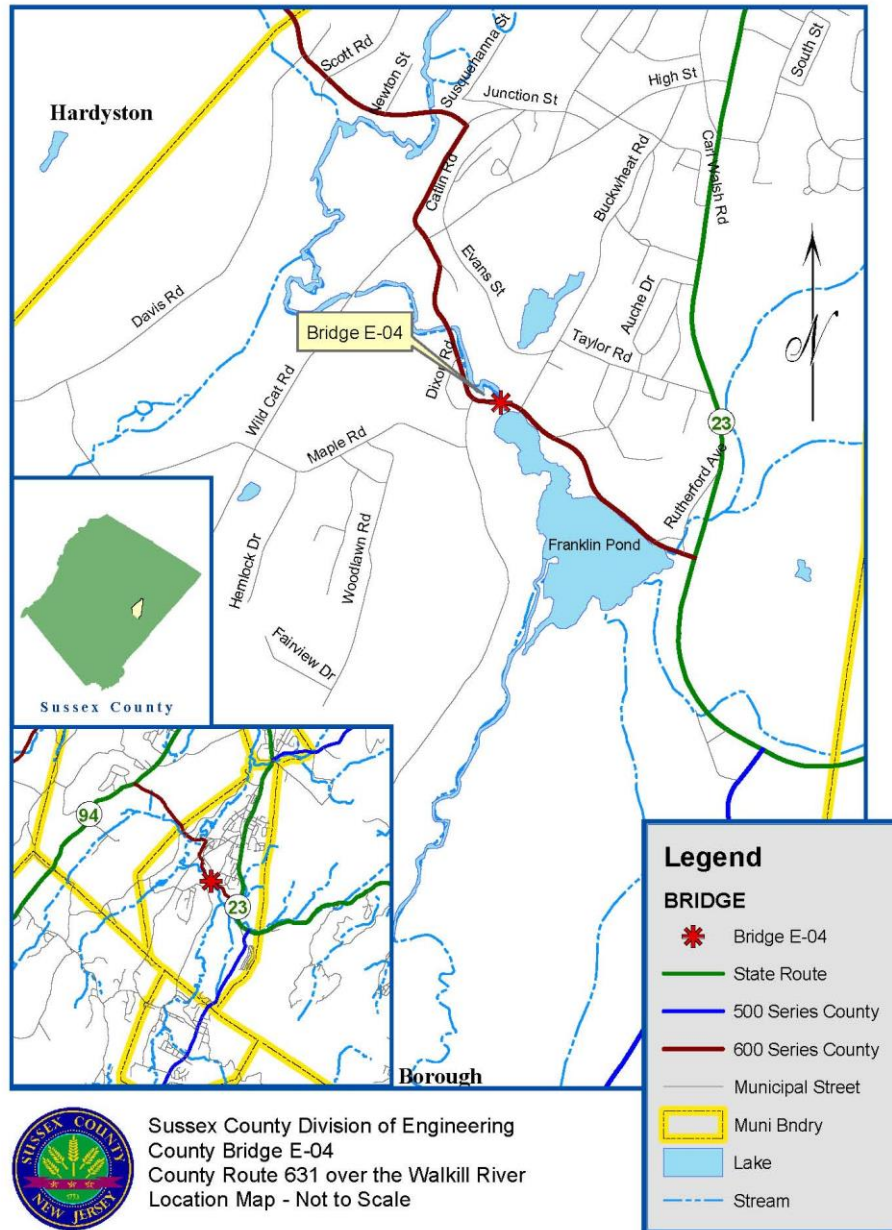 Hardyston
Scott Rd
Newton St
Susquehanna St
Junction St
High St
South St
Catlin Rd
Buckwheat Rd
Carl Walsh Rd
Evans St
Davis Rd
Auche Dr
N
Bridge E-04
Taylor Rd
Dixon Rd
Wild Cat Rd
23
Maple Rd
Rutherford Ave
Franklin Pond
Hemlock Dr
Woodlawn Rd
Fairview Dr
Sussex County
94
23
Borough
Legend
BRIDGE
Bridge E-04
State Route
500 Series County
600 Series County
Municipal Street
Muni Bndry
Lake
Stream
SUSSEX COUNTY
1753
NEW JERSEY
Sussex County Division of Engineering
County Bridge E-04
County Route 631 over the Walkill River
Location Map - Not to Scale